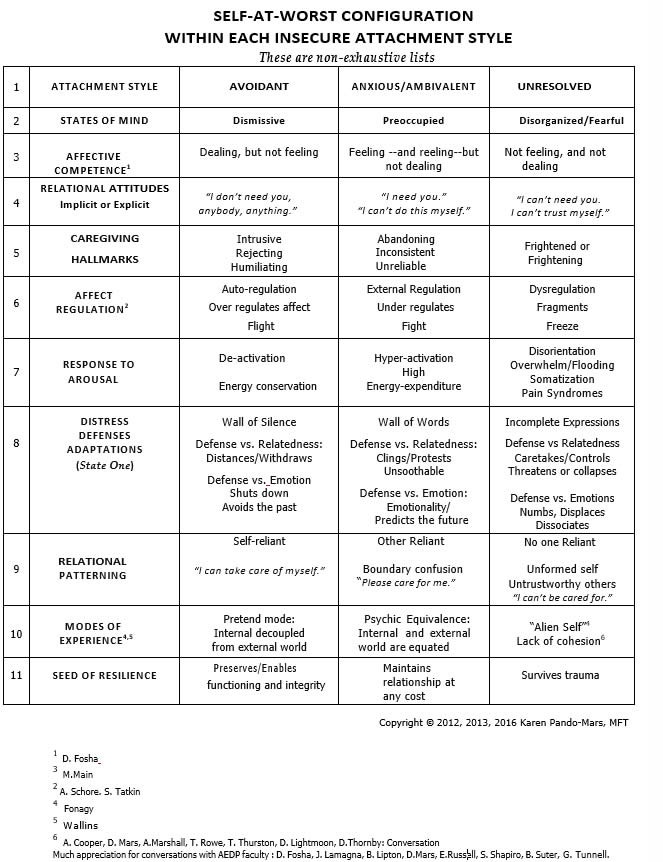 SELF-AT-WORST CONFIGURATION
WITHIN EACH INSECURE ATTACHMENT STYLE
These are non-exhaustive lists
1 ATTACHMENT STYLE AVOIDANT ANXIOUS/AMBIVALENT UNRESOLVED
2 STATES OF MIND Dismissive Preoccupied Disorganized/Fearful
3
AFFECTIVE
COMPETENCE1
Dealing, but not feeling
Feeling --and reeling--but
not dealing
Not feeling, and not
dealing
4
RELATIONAL ATTITUDES
Implicit or Explicit
“I don't need you,
anybody, anything.”
“I need you.”
“I can't do this myself.”
“I can't need you.
I can't trust myself.”
5
CAREGIVING
HALLMARKS
Intrusive
Rejecting
Humiliating
Abandoning
Inconsistent
Unreliable
Frightened or
Frightening
6
AFFECT
REGULATION2
Auto-regulation
Over regulates affect
Flight
External Regulation
Under regulates
Fight
Dysregulation
Fragments
Freeze
7
RESPONSE TO
AROUSAL
De-activation
Energy conservation
Hyper-activation
High
Energy-expenditure
Disorientation
Overwhelm/Flooding
Somatization
Pain Syndromes
8
DISTRESS
DEFENSES
ADAPTATIONS
(State One)
Wall of Silence
Defense vs. Relatedness:
Distances/Withdraws
Defense vs. Emotion
Shuts down
Avoids the past
Wall of Words
Defense vs. Relatedness:
Clings/Protests
Unsoothable
Defense vs. Emotion:
Emotionality/
Predicts the future
Incomplete Expressions
Defense vs Relatedness
Caretakes/Controls
Threatens or collapses
Defense vs. Emotions
Numbs, Displaces
Dissociates
9
RELATIONAL
PATTERNING
Self-reliant
“I can take care of myself.”
Other Reliant
Boundary confusion
“Please care for me.”
No one Reliant
Unformed self
Untrustworthy others
“I can't be cared for.”
10
MODES OF
EXPERIENCE4,5
Pretend mode:
Internal decoupled
from external world
Psychic Equivalence:
Internal and external
world are equated
“Alien Self”4
Lack of cohesion6
11
SEED OF RESILIENCE
Preserves/Enables
functioning and integrity
Maintains
relationship at
any cost
Survives trauma
Copyright © 2012, 2013, 2016 Karen Pando-Mars, MFT
1 D. Fosha
3 M.Main
2 A. Schore. S. Tatkin
4 Fonagy
5 Wallins
6 A. Cooper, D. Mars, A.Marshall, T. Rowe, T. Thurston, D. Lightmoon, D.Thornby: Conversation
Much appreciation for conversations with AEDP faculty : D. Fosha, J. Lamagna, B. Lipton, D.Mars, E.Russell, S. Shapiro, B. Suter, G. Tunnell.